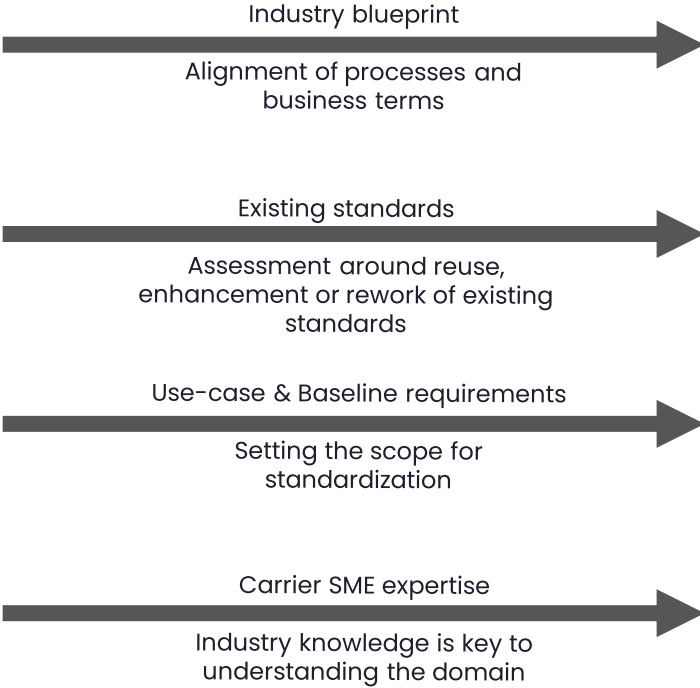 Industry blueprint
Alignment of processes and
business terms
Existing standards
Assessment around reuse,
enhancement or rework of existing
standards
Use-case & Baseline requirements
Setting the scope for
standardization
Carrier SME expertise
Industry knowledge is key to
understanding the domain